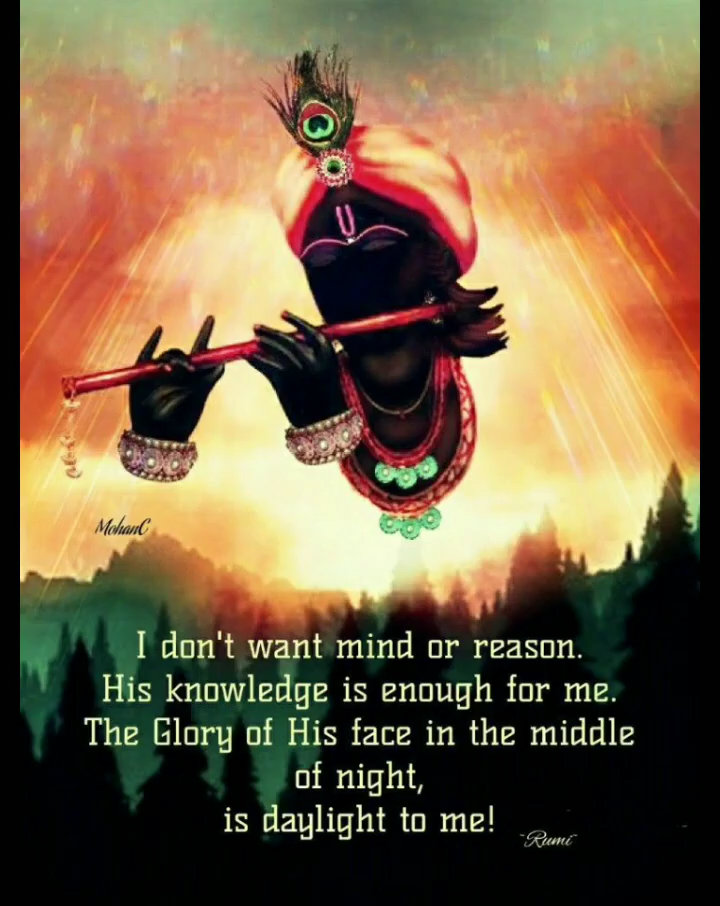 MohanC
I don't want mind or reason.
His knowledge is enough for me.
The Glory of His face in the middle
of night,
is daylight to me!
~Rumi~